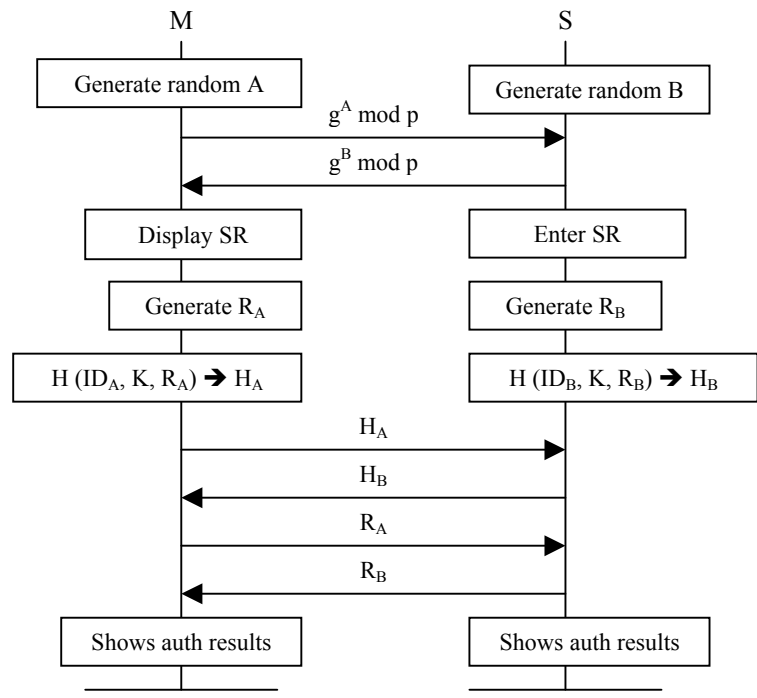 M S
Generate random A
Generate random B
g^A mod p
g^B mod p
Display SR
Enter SR
Generate R_A
Generate R_B
H (ID_A, K, R_A) ➔ H_A
H (ID_B, K, R_B) ➔ H_B
H_A
H_B
R_A
R_B
Shows auth results
Shows auth results